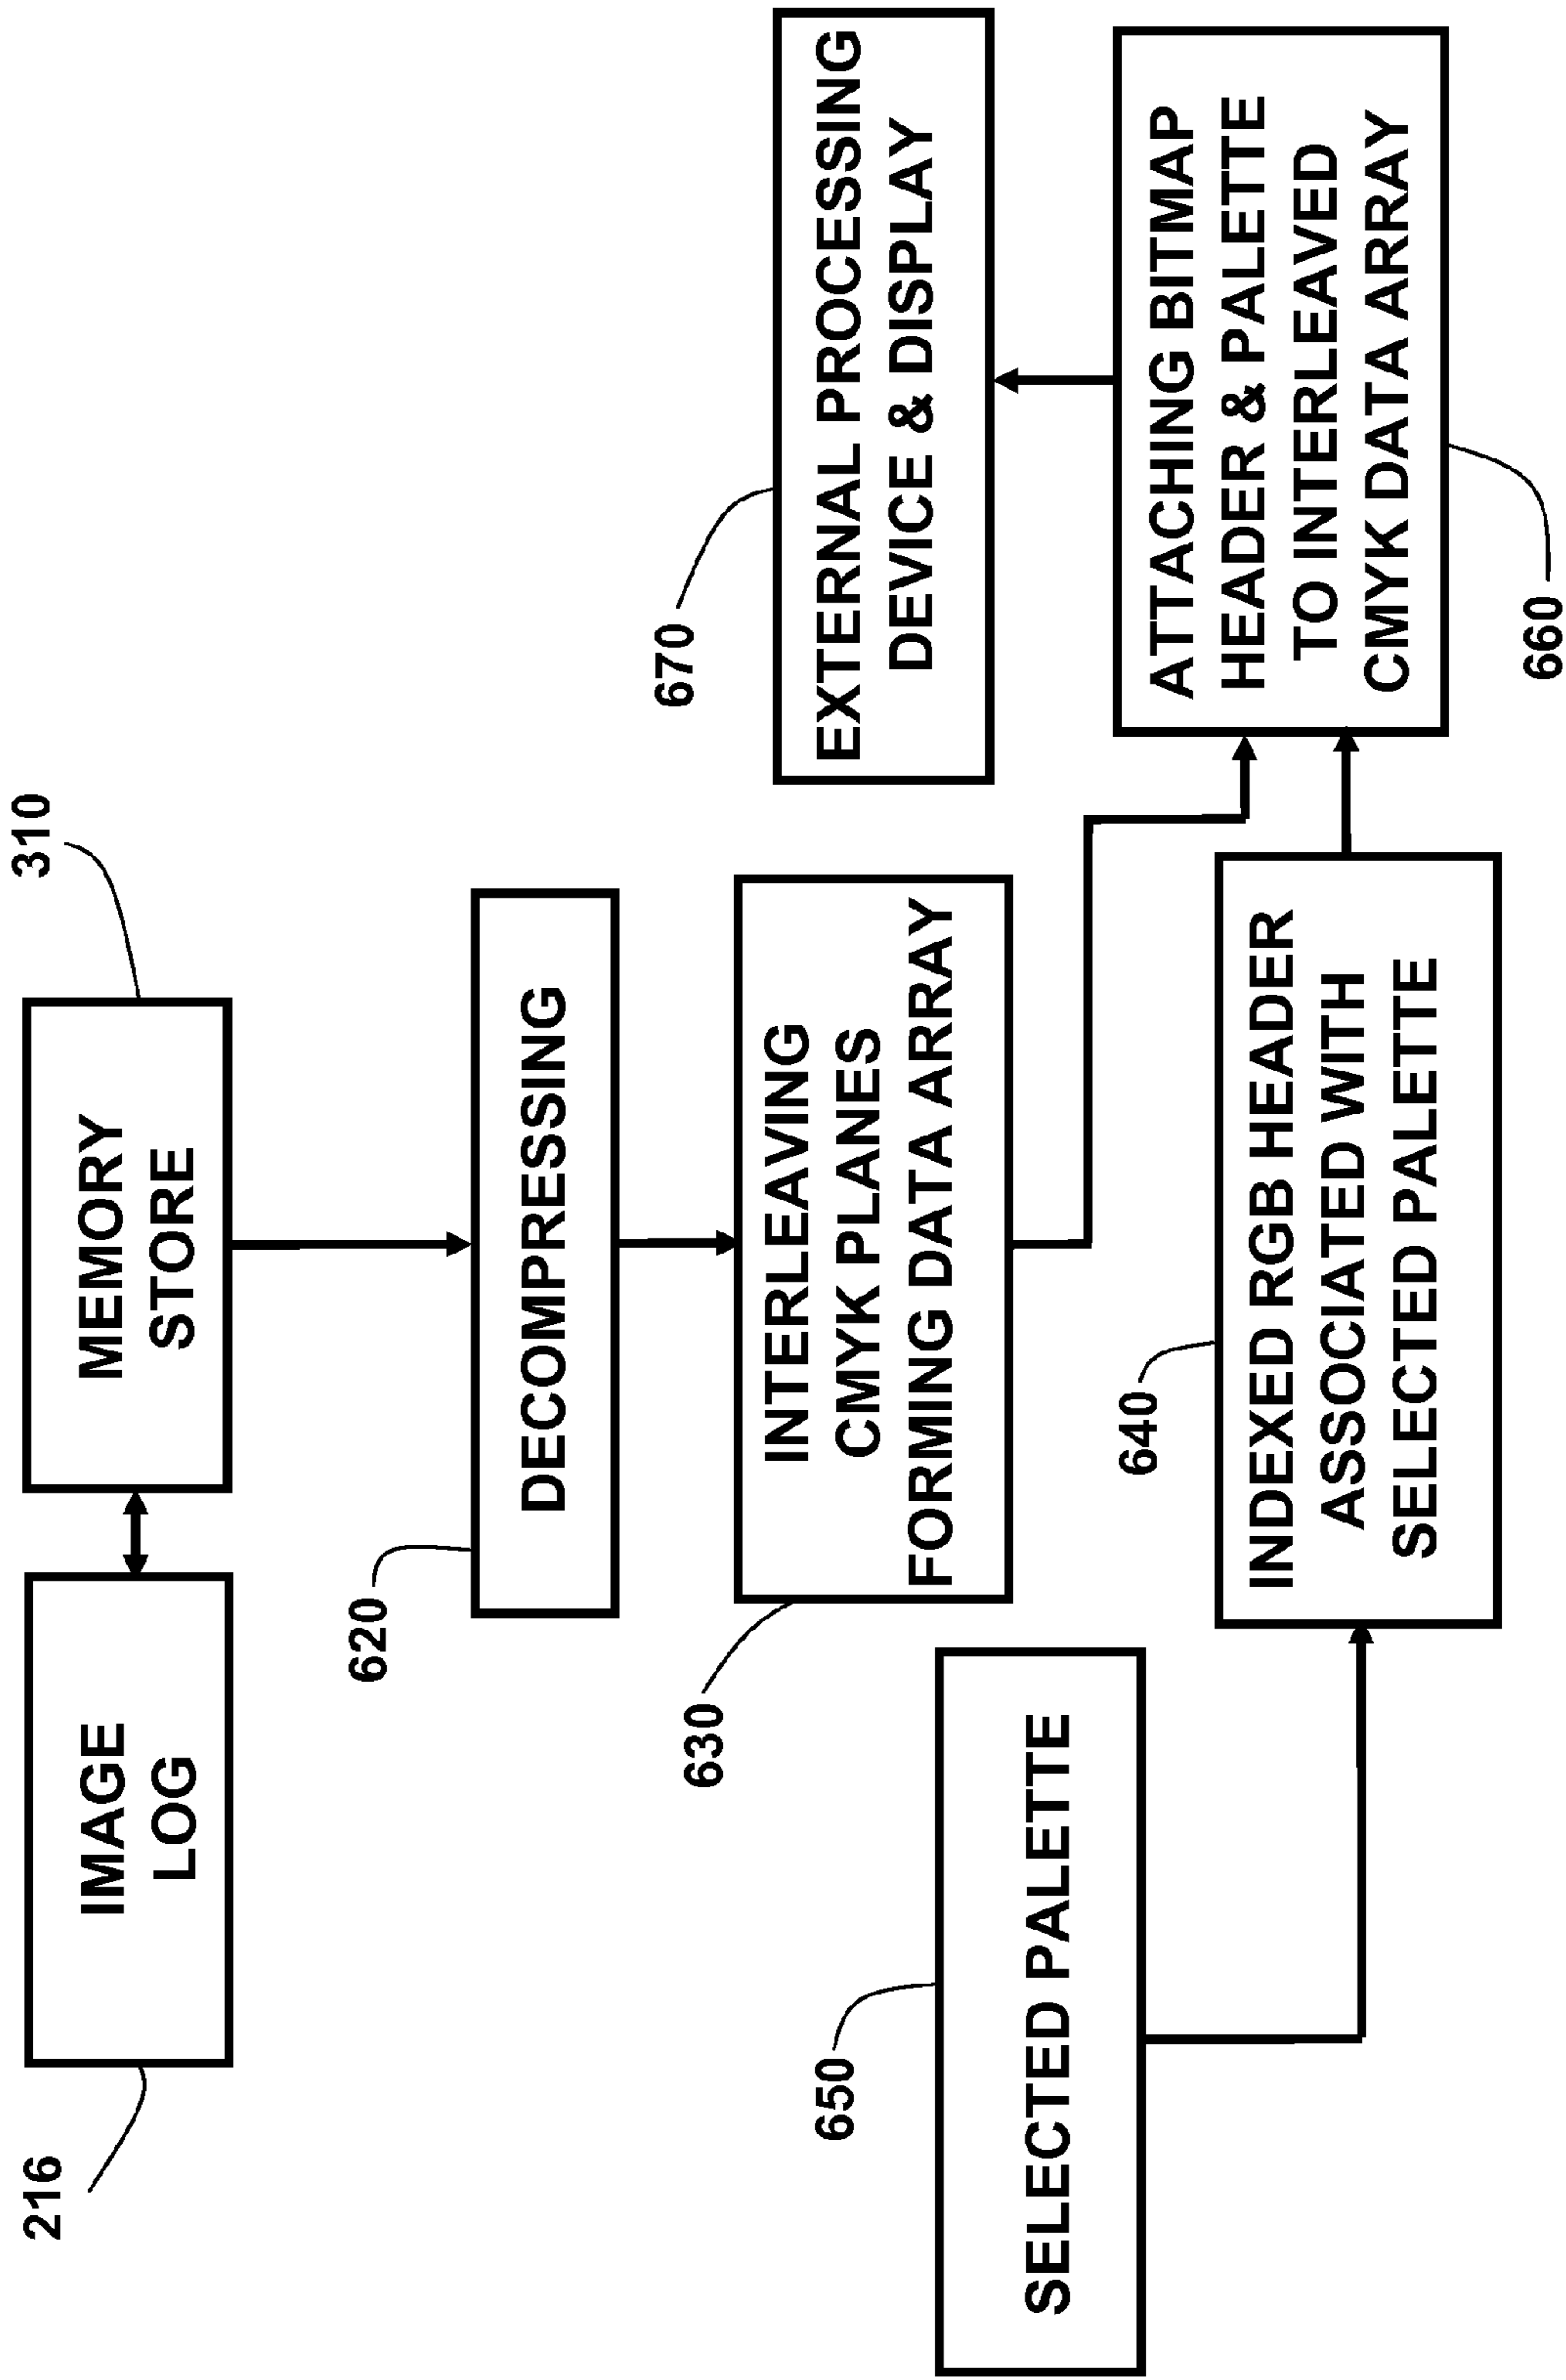 216
IMAGE
LOG
310
MEMORY
STORE
620
DECOMPRESSING
630
INTERLEAVING
CMYK PLANES
FORMING DATA ARRAY
650
SELECTED PALETTE
640
INDEXED RGB HEADER
ASSOCIATED WITH
SELECTED PALETTE
670
EXTERNAL PROCESSING
DEVICE & DISPLAY
ATTACHING BITMAP
HEADER & PALETTE
TO INTERLEAVED
CMYK DATA ARRAY
660